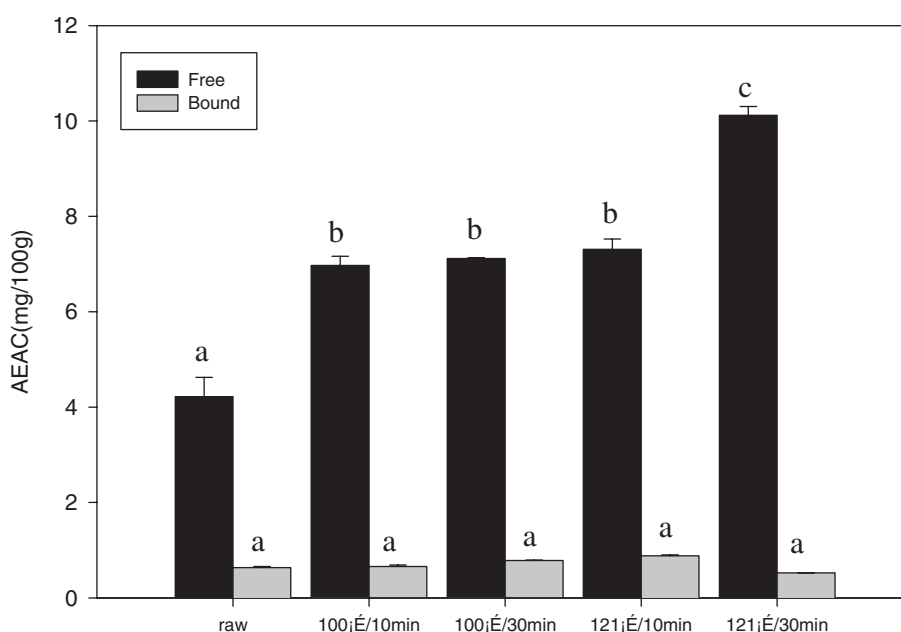 12
10
8
6
4
2
0
AEAC(mg/100g)
Free
Bound
a
a
b
a
b
a
b
a
c
a
raw
100¡É/10min
100¡É/30min
121¡É/10min
121¡É/30min